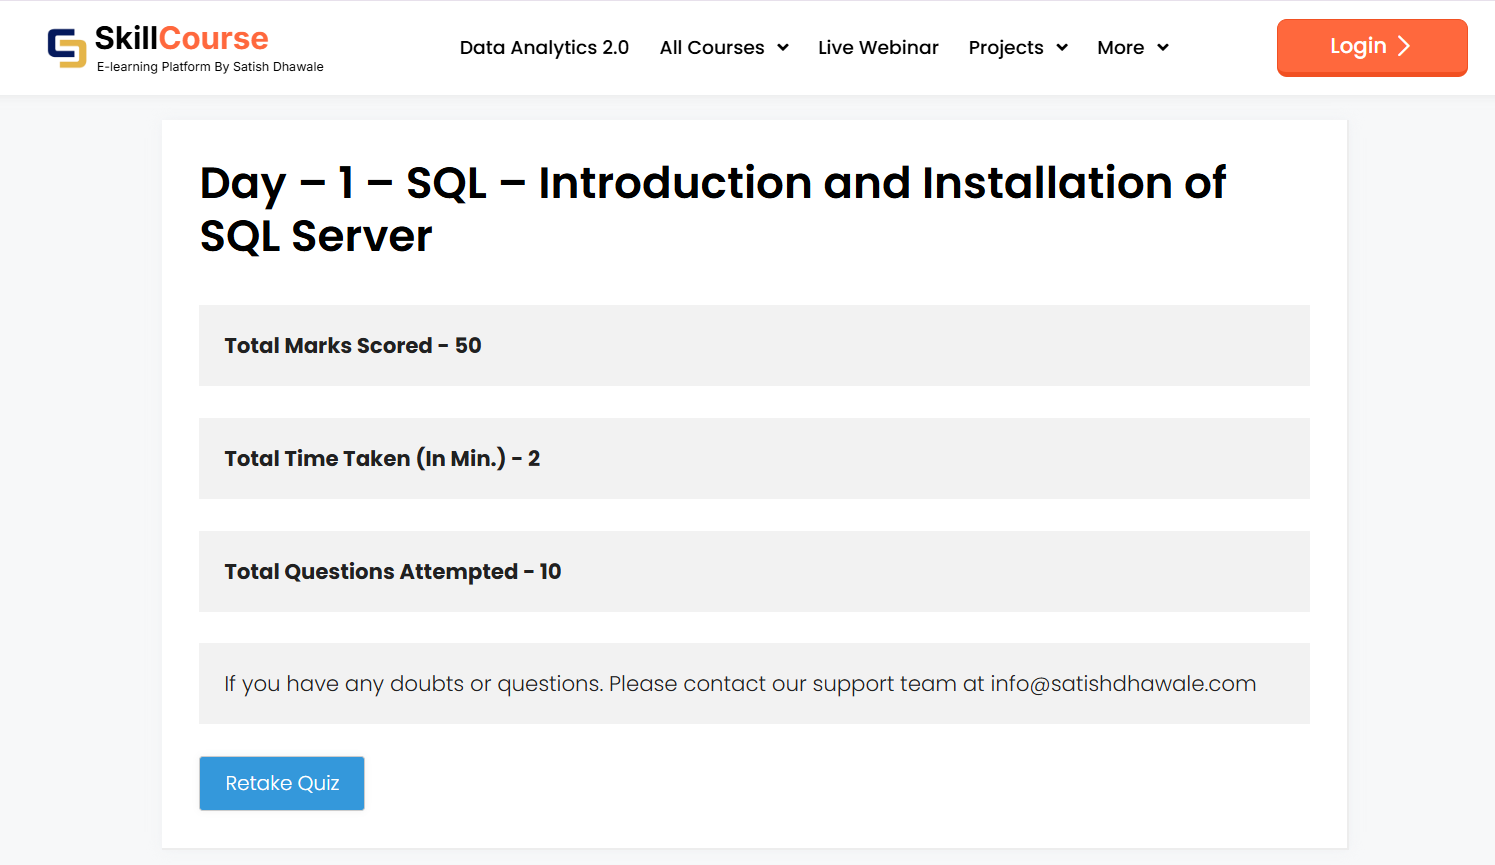 SkillCourse
E-learning Platform By Satish Dhawale
Data Analytics 2.0 All Courses Live Webinar Projects More
Login
Day – 1 – SQL – Introduction and Installation of
SQL Server
Total Marks Scored - 50
Total Time Taken (In Min.) - 2
Total Questions Attempted - 10
If you have any doubts or questions. Please contact our support team at info@satishdhawale.com
Retake Quiz